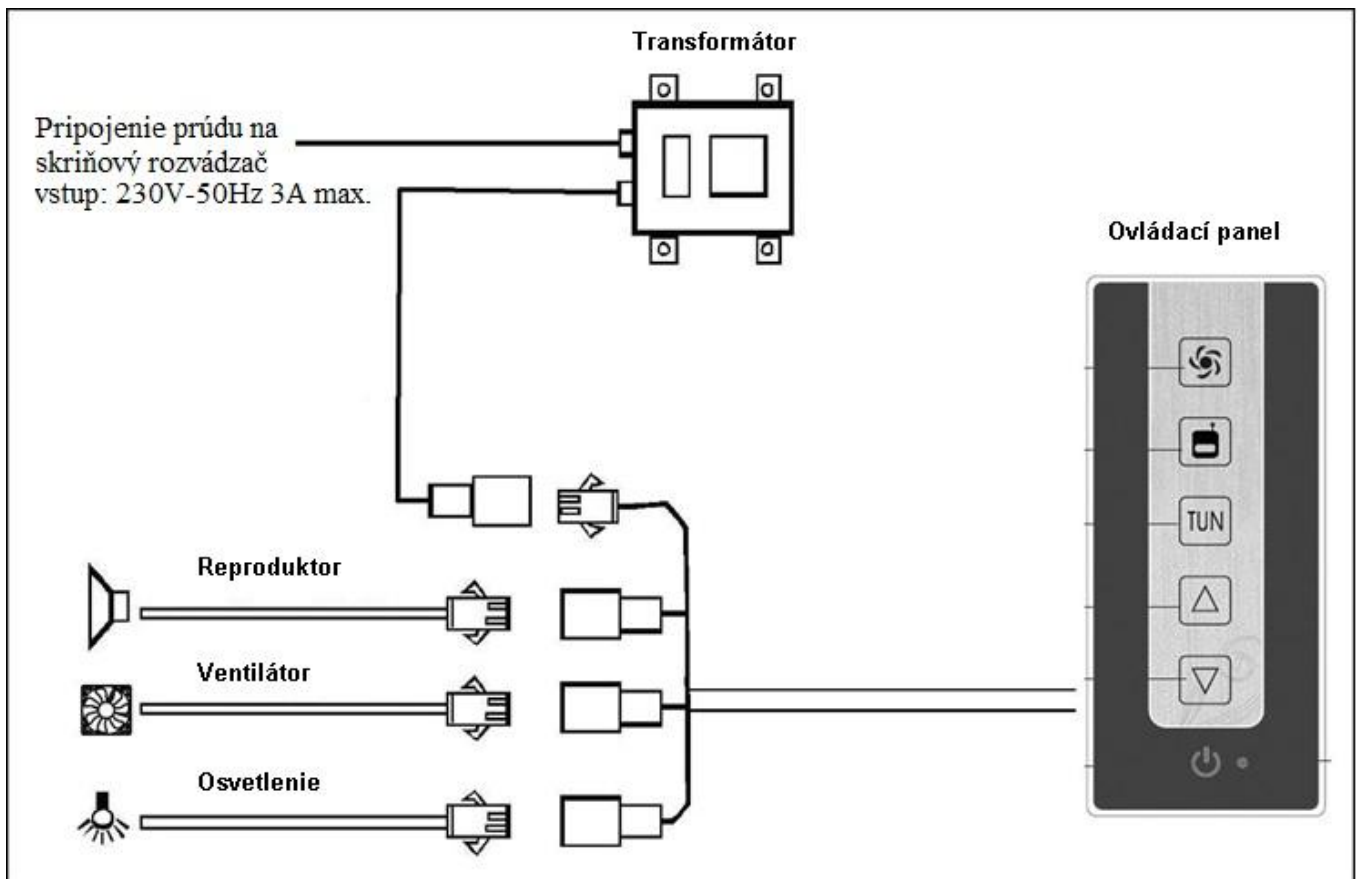 Transformátor
Pripojenie prúdu na
skriňový rozvádzač
vstup: 230V-50Hz 3A max.
Ovládací panel
TUN
Reproduktor
Ventilátor
Osvetlenie